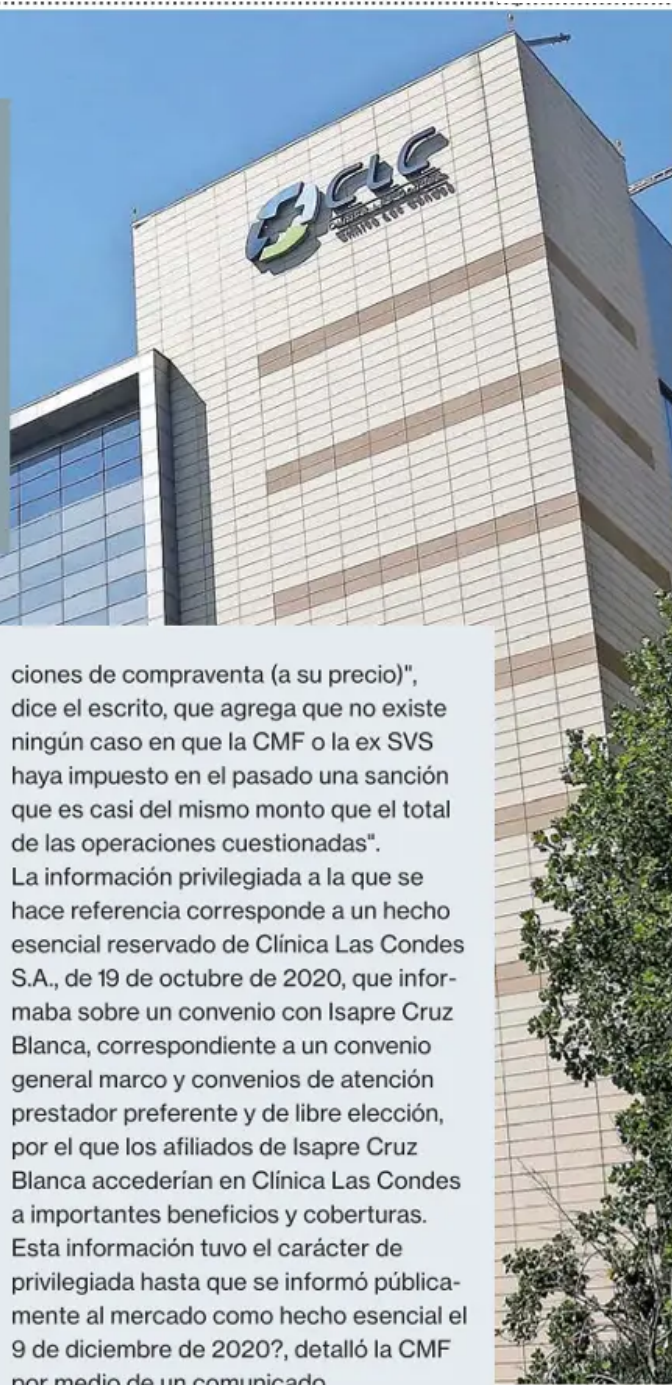 CLC
ciones de compraventa (a su precio)",
dice el escrito, que agrega que no existe
ningún caso en que la CMF o la ex SVS
haya impuesto en el pasado una sanción
que es casi del mismo monto que el total
de las operaciones cuestionadas".
La información privilegiada a la que se
hace referencia corresponde a un hecho
esencial reservado de Clínica Las Condes
S.A., de 19 de octubre de 2020, que infor-
maba sobre un convenio con Isapre Cruz
Blanca, correspondiente a un convenio
general marco y convenios de atención
prestador preferente y de libre elección,
por el que los afiliados de Isapre Cruz
Blanca accederían en Clínica Las Condes
a importantes beneficios y coberturas.
Esta información tuvo el carácter de
privilegiada hasta que se informó pública-
mente al mercado como hecho esencial el
9 de diciembre de 2020?, detalló la CMF
por medio de un comunicado